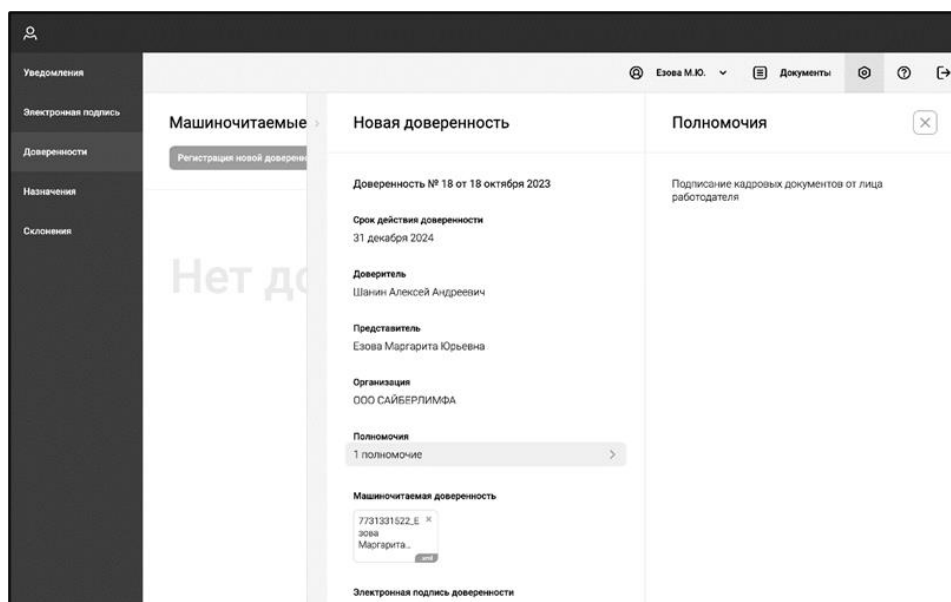 Езова М.Ю.
Документы
Уведомления
Электронная подпись
Доверенности
Назначения
Склонения
Машиночитаемые
Регистрация новой
Нет
Новая доверенность
Доверенность № 18 от 18 октября 2023
Срок действия доверенности
31 декабря 2024
Доверитель
Шанин Алексей Андреевич
Представитель
Езова Маргарита Юрьевна
Организация
ООО САЙБЕРЛИМФА
Полномочия
1 полномочие
Машиночитаемая доверенность
7731331522_Е
зова
Маргарита...
Электронная подпись доверенности
Полномочия
Подписание кадровых документов от лица
работодателя